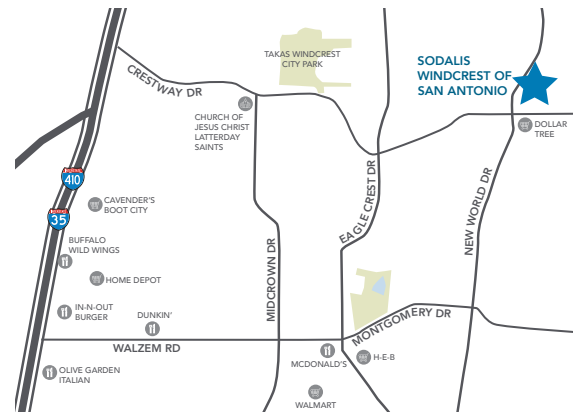 TAKAS WINDCREST
CITY PARK
SODALIS
WINDCREST OF
SAN ANTONIO
CRESTWAY DR
CHURCH OF
JESUS CHRIST
LATTERDAY
SAINTS
DOLLAR
TREE
410
CAVENDER'S
BOOT CITY
35
EAGLE CREST DR
NEW WORLD DR
BUFFALO
WILD WINGS
HOME DEPOT
MIDCROWN DR
IN-N-OUT
BURGER
DUNKIN'
MONTGOMERY DR
WALZEM RD
MCDONALD'S
H-E-B
OLIVE GARDEN
ITALIAN
WALMART